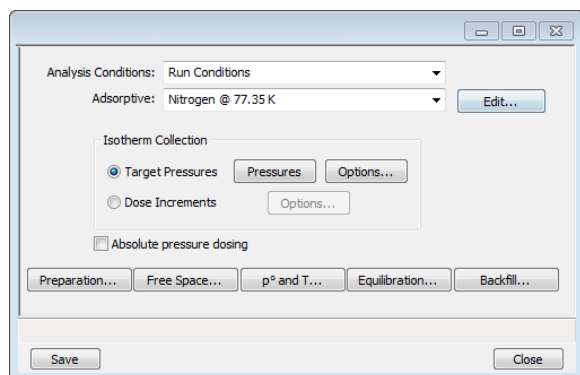 Analysis Conditions: Run Conditions
Adsorptive: Nitrogen @ 77.35 K Edit...
Isotherm Collection
Target Pressures Pressures Options...
Dose Increments Options...
Absolute pressure dosing
Preparation... Free Space... p° and T... Equilibration... Backfill...
Save Close